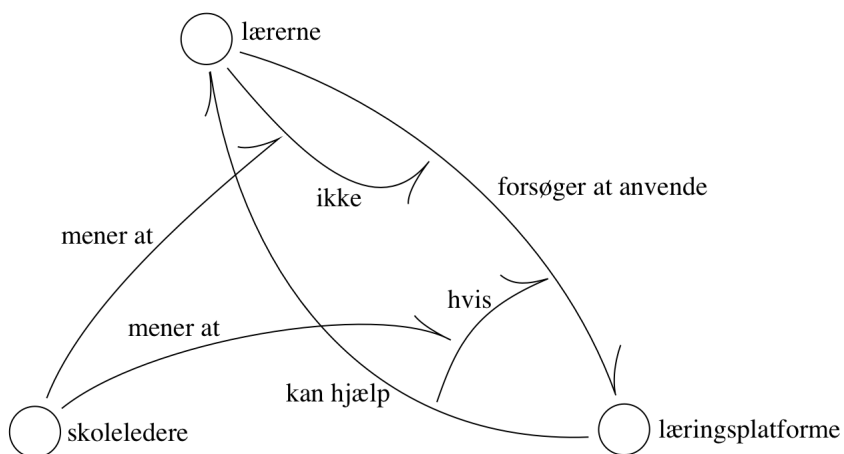 lærerne
forsøger at anvende
ikke
mener at
hvis
mener at
kan hjælp
skoleledere
læringsplatforme